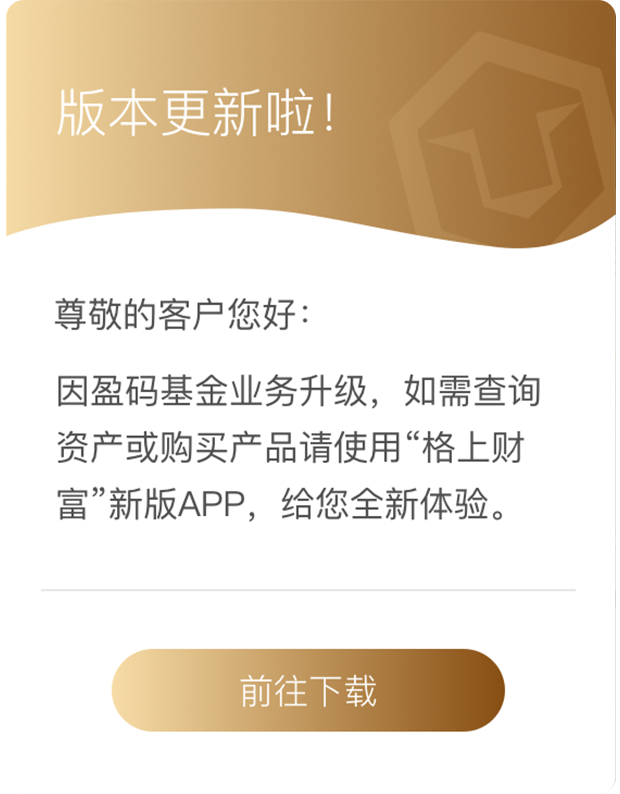 版本更新啦！
尊敬的客户您好：
因盈码基金业务升级，如需查询
资产或购买产品请使用“格上财
富”新版APP，给您全新体验。
前往下载